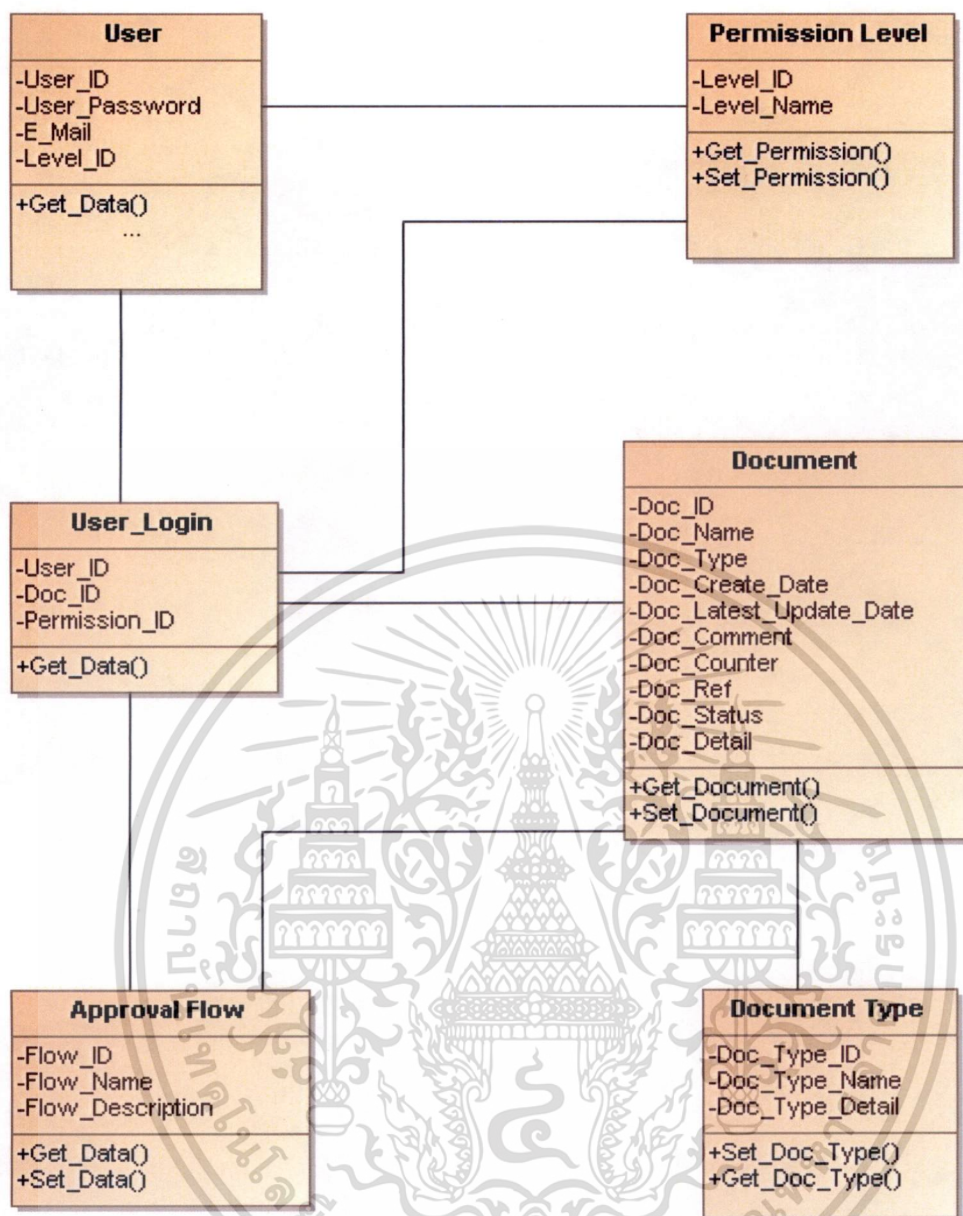 User
-User_ID
-User_Password
-E_Mail
-Level_ID
+Get_Data()
...
Permission Level
-Level_ID
-Level_Name
+Get_Permission()
+Set_Permission()
User_Login
-User_ID
-Doc_ID
-Permission_ID
+Get_Data()
Document
-Doc_ID
-Doc_Name
-Doc_Type
-Doc_Create_Date
-Doc_Latest_Update_Date
-Doc_Comment
-Doc_Counter
-Doc_Ref
-Doc_Status
-Doc_Detail
+Get_Document()
+Set_Document()
Approval Flow
-Flow_ID
-Flow_Name
-Flow_Description
+Get_Data()
+Set_Data()
Document Type
-Doc_Type_ID
-Doc_Type_Name
-Doc_Type_Detail
+Set_Doc_Type()
+Get_Doc_Type()